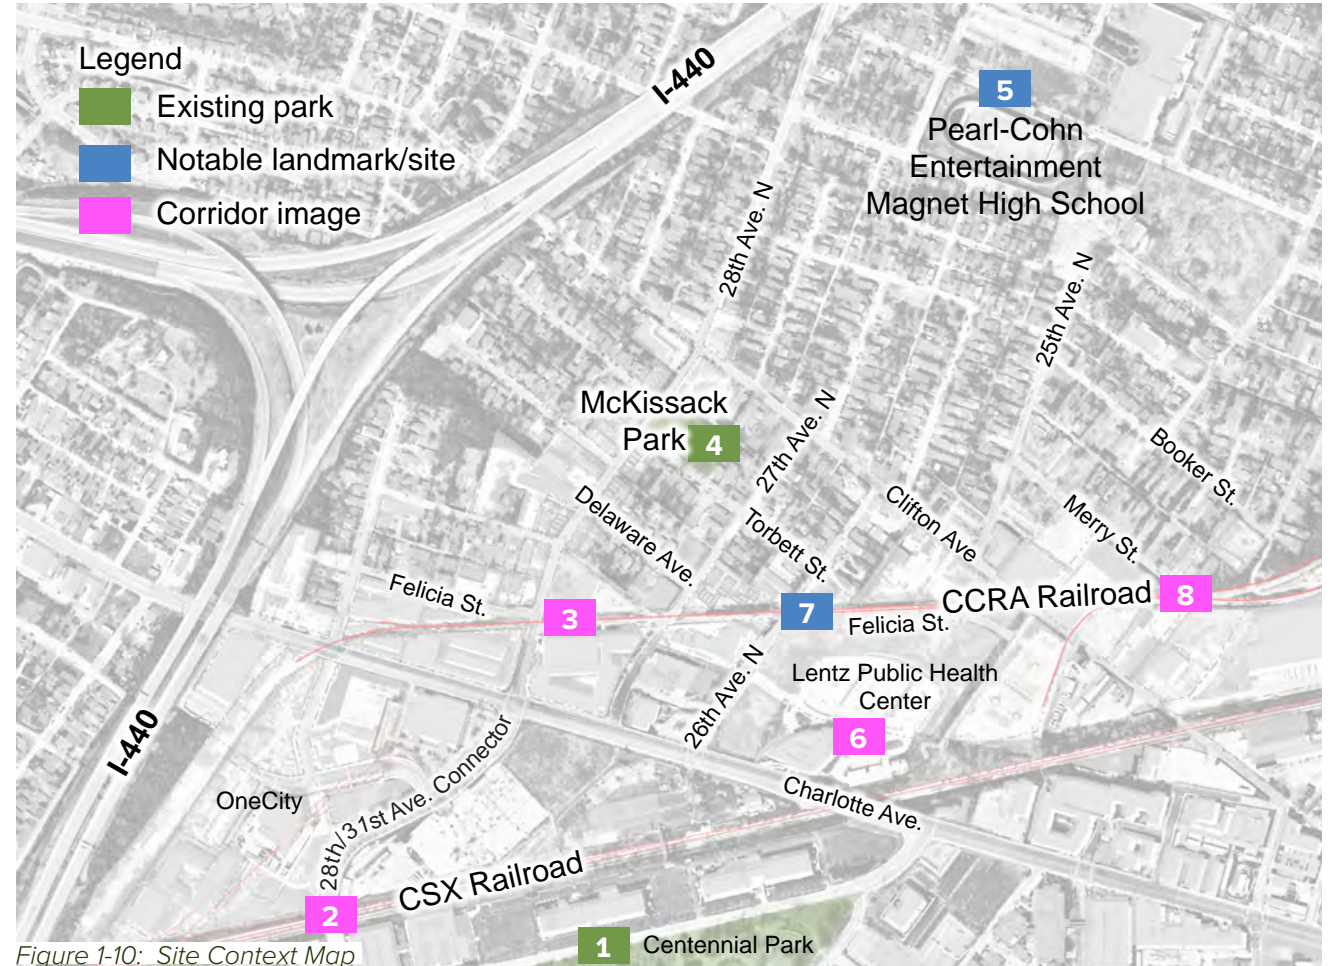 Legend
Existing park
Notable landmark/site
Corridor image
I-440
5
Pearl-Cohn
Entertainment
Magnet High School
28th Ave. N
25th Ave. N
McKissack
Park
4
27th Ave. N
Booker St.
Clifton Ave
Merry St.
Delaware Ave.
Torbett St.
Felicia St.
3
7
CCRA Railroad
8
Felicia St.
26th Ave. N
Lentz Public Health
Center
6
I-440
28th/31st Ave. Connector
OneCity
Charlotte Ave.
CSX Railroad
2
1
Centennial Park
Figure 1-10: Site Context Map